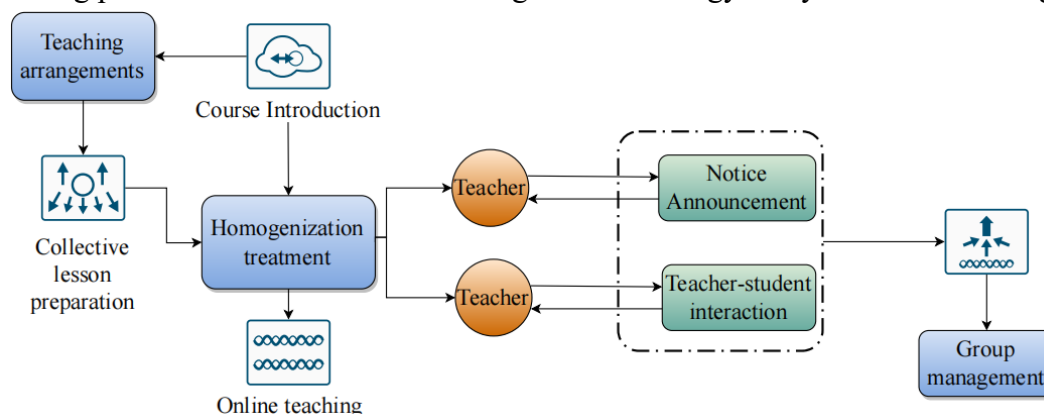 Teaching
arrangements
Course Introduction
Collective
lesson
preparation
Homogenization
treatment
Online teaching
Teacher
Teacher
Notice
Announcement
Teacher-student
interaction
Group
management